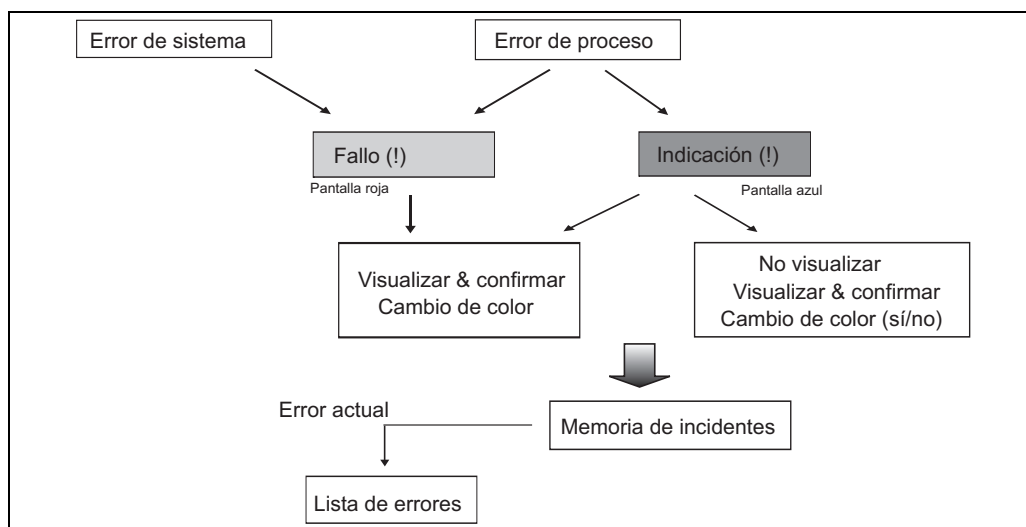 Error de sistema
Error de proceso
Fallo (!)
Indicación (!)
Pantalla roja
Pantalla azul
Visualizar & confirmar
Cambio de color
No visualizar
Visualizar & confirmar
Cambio de color (sí/no)
Error actual
Memoria de incidentes
Lista de errores